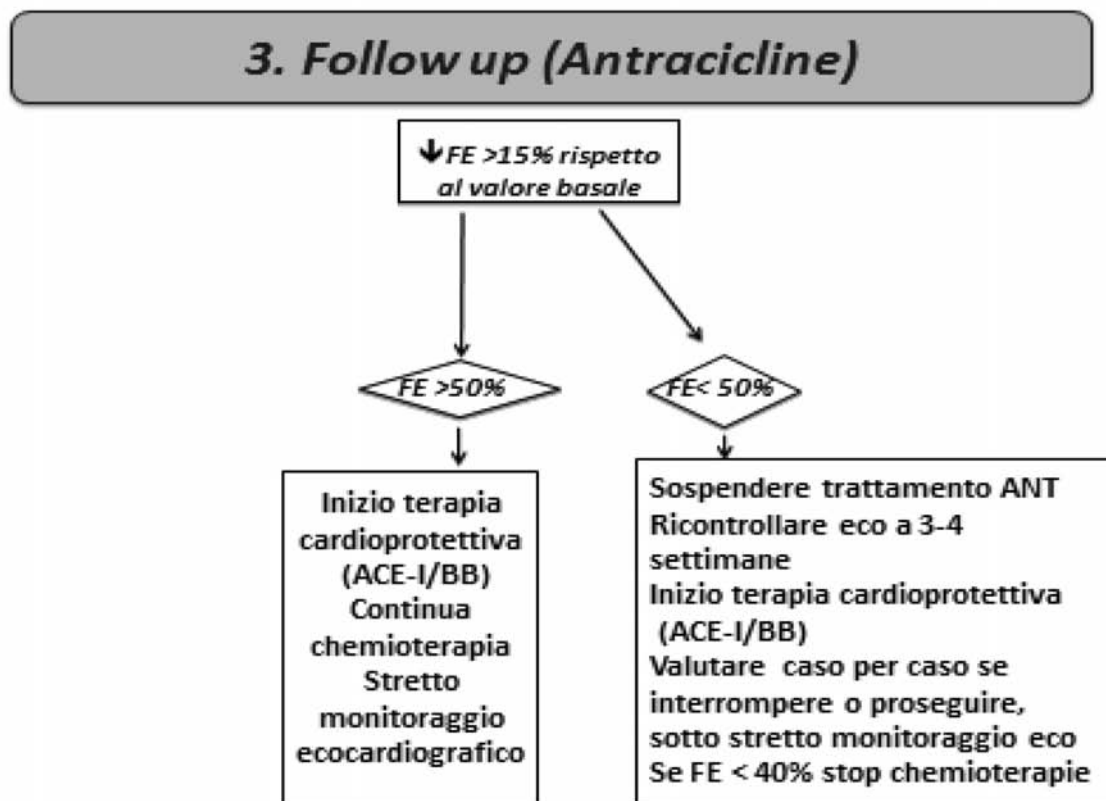 3. Follow up (Antracicline)
↓FE >15% rispetto
al valore basale
FE >50%
FE< 50%
Inizio terapia
cardioprotettiva
(ACE-I/BB)
Continua
chemioterapia
Stretto
monitoraggio
ecocardiografico
Sospendere trattamento ANT
Ricontrollare eco a 3-4
settimane
Inizio terapia cardioprotettiva
(ACE-I/BB)
Valutare caso per caso se
interrompere o proseguire,
sotto stretto monitoraggio eco
Se FE < 40% stop chemioterapie